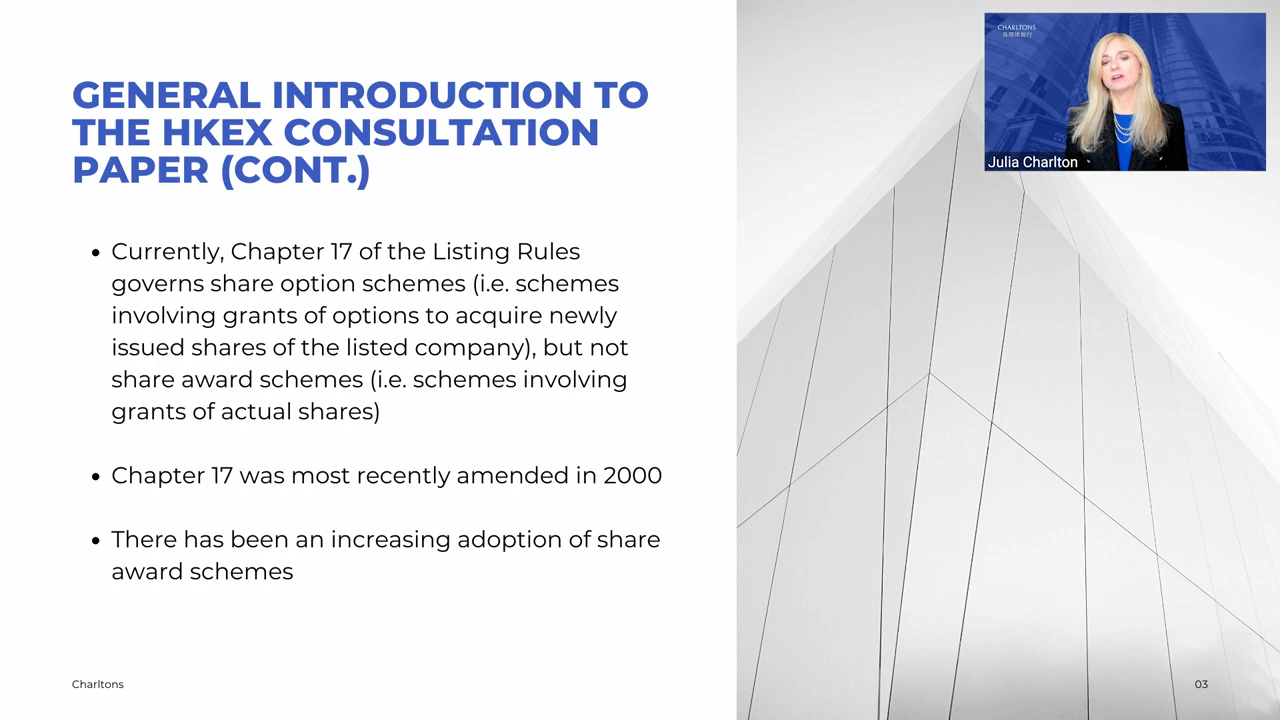 GENERAL INTRODUCTION TO
THE HKEX CONSULTATION
PAPER (CONT.)
• Currently, Chapter 17 of the Listing Rules
governs share option schemes (i.e. schemes
involving grants of options to acquire newly
issued shares of the listed company), but not
share award schemes (i.e. schemes involving
grants of actual shares)
• Chapter 17 was most recently amended in 2000
• There has been an increasing adoption of share
award schemes
Charltons
03
CHARLTONS
Julia Charlton